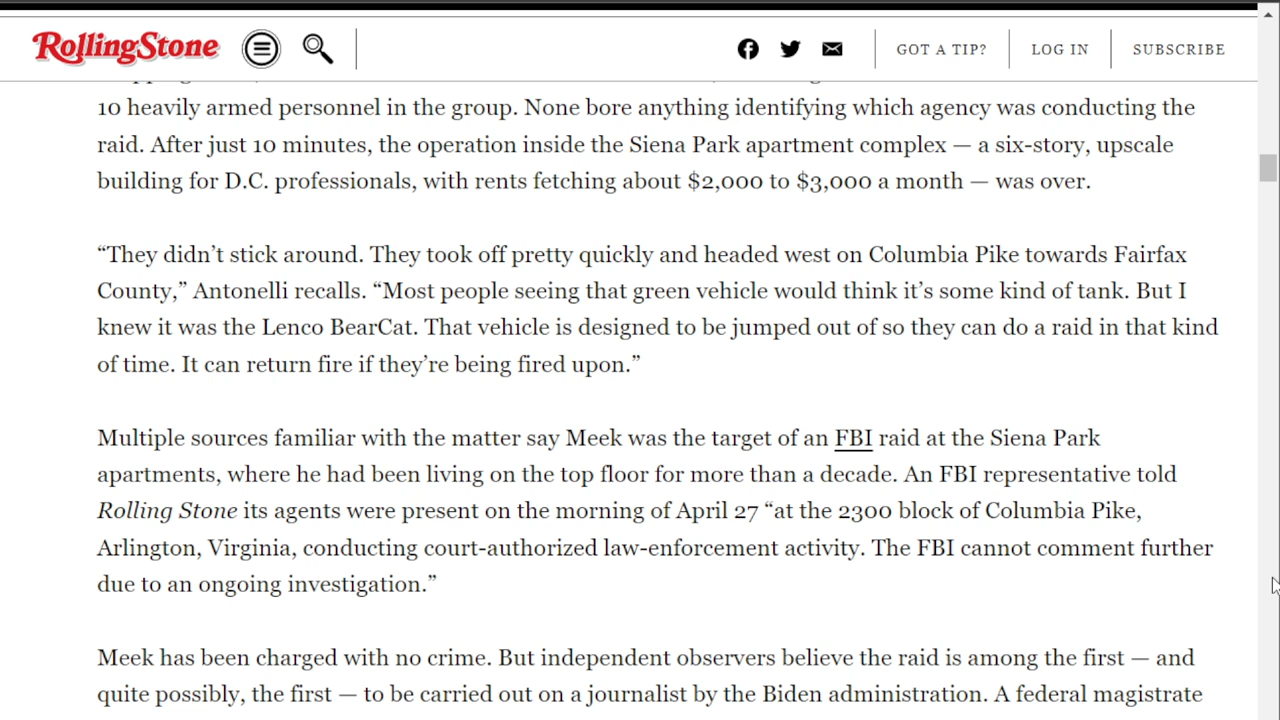 RollingStone
GOT A TIP?
LOG IN
SUBSCRIBE
10 heavily armed personnel in the group. None bore anything identifying which agency was conducting the
raid. After just 10 minutes, the operation inside the Siena Park apartment complex — a six-story, upscale
building for D.C. professionals, with rents fetching about $2,000 to $3,000 a month — was over.
“They didn’t stick around. They took off pretty quickly and headed west on Columbia Pike towards Fairfax
County,” Antonelli recalls. “Most people seeing that green vehicle would think it’s some kind of tank. But I
knew it was the Lenco BearCat. That vehicle is designed to be jumped out of so they can do a raid in that kind
of time. It can return fire if they’re being fired upon.”
Multiple sources familiar with the matter say Meek was the target of an FBI raid at the Siena Park
apartments, where he had been living on the top floor for more than a decade. An FBI representative told
Rolling Stone its agents were present on the morning of April 27 “at the 2300 block of Columbia Pike,
Arlington, Virginia, conducting court-authorized law-enforcement activity. The FBI cannot comment further
due to an ongoing investigation.”
Meek has been charged with no crime. But independent observers believe the raid is among the first — and
quite possibly, the first — to be carried out on a journalist by the Biden administration. A federal magistrate